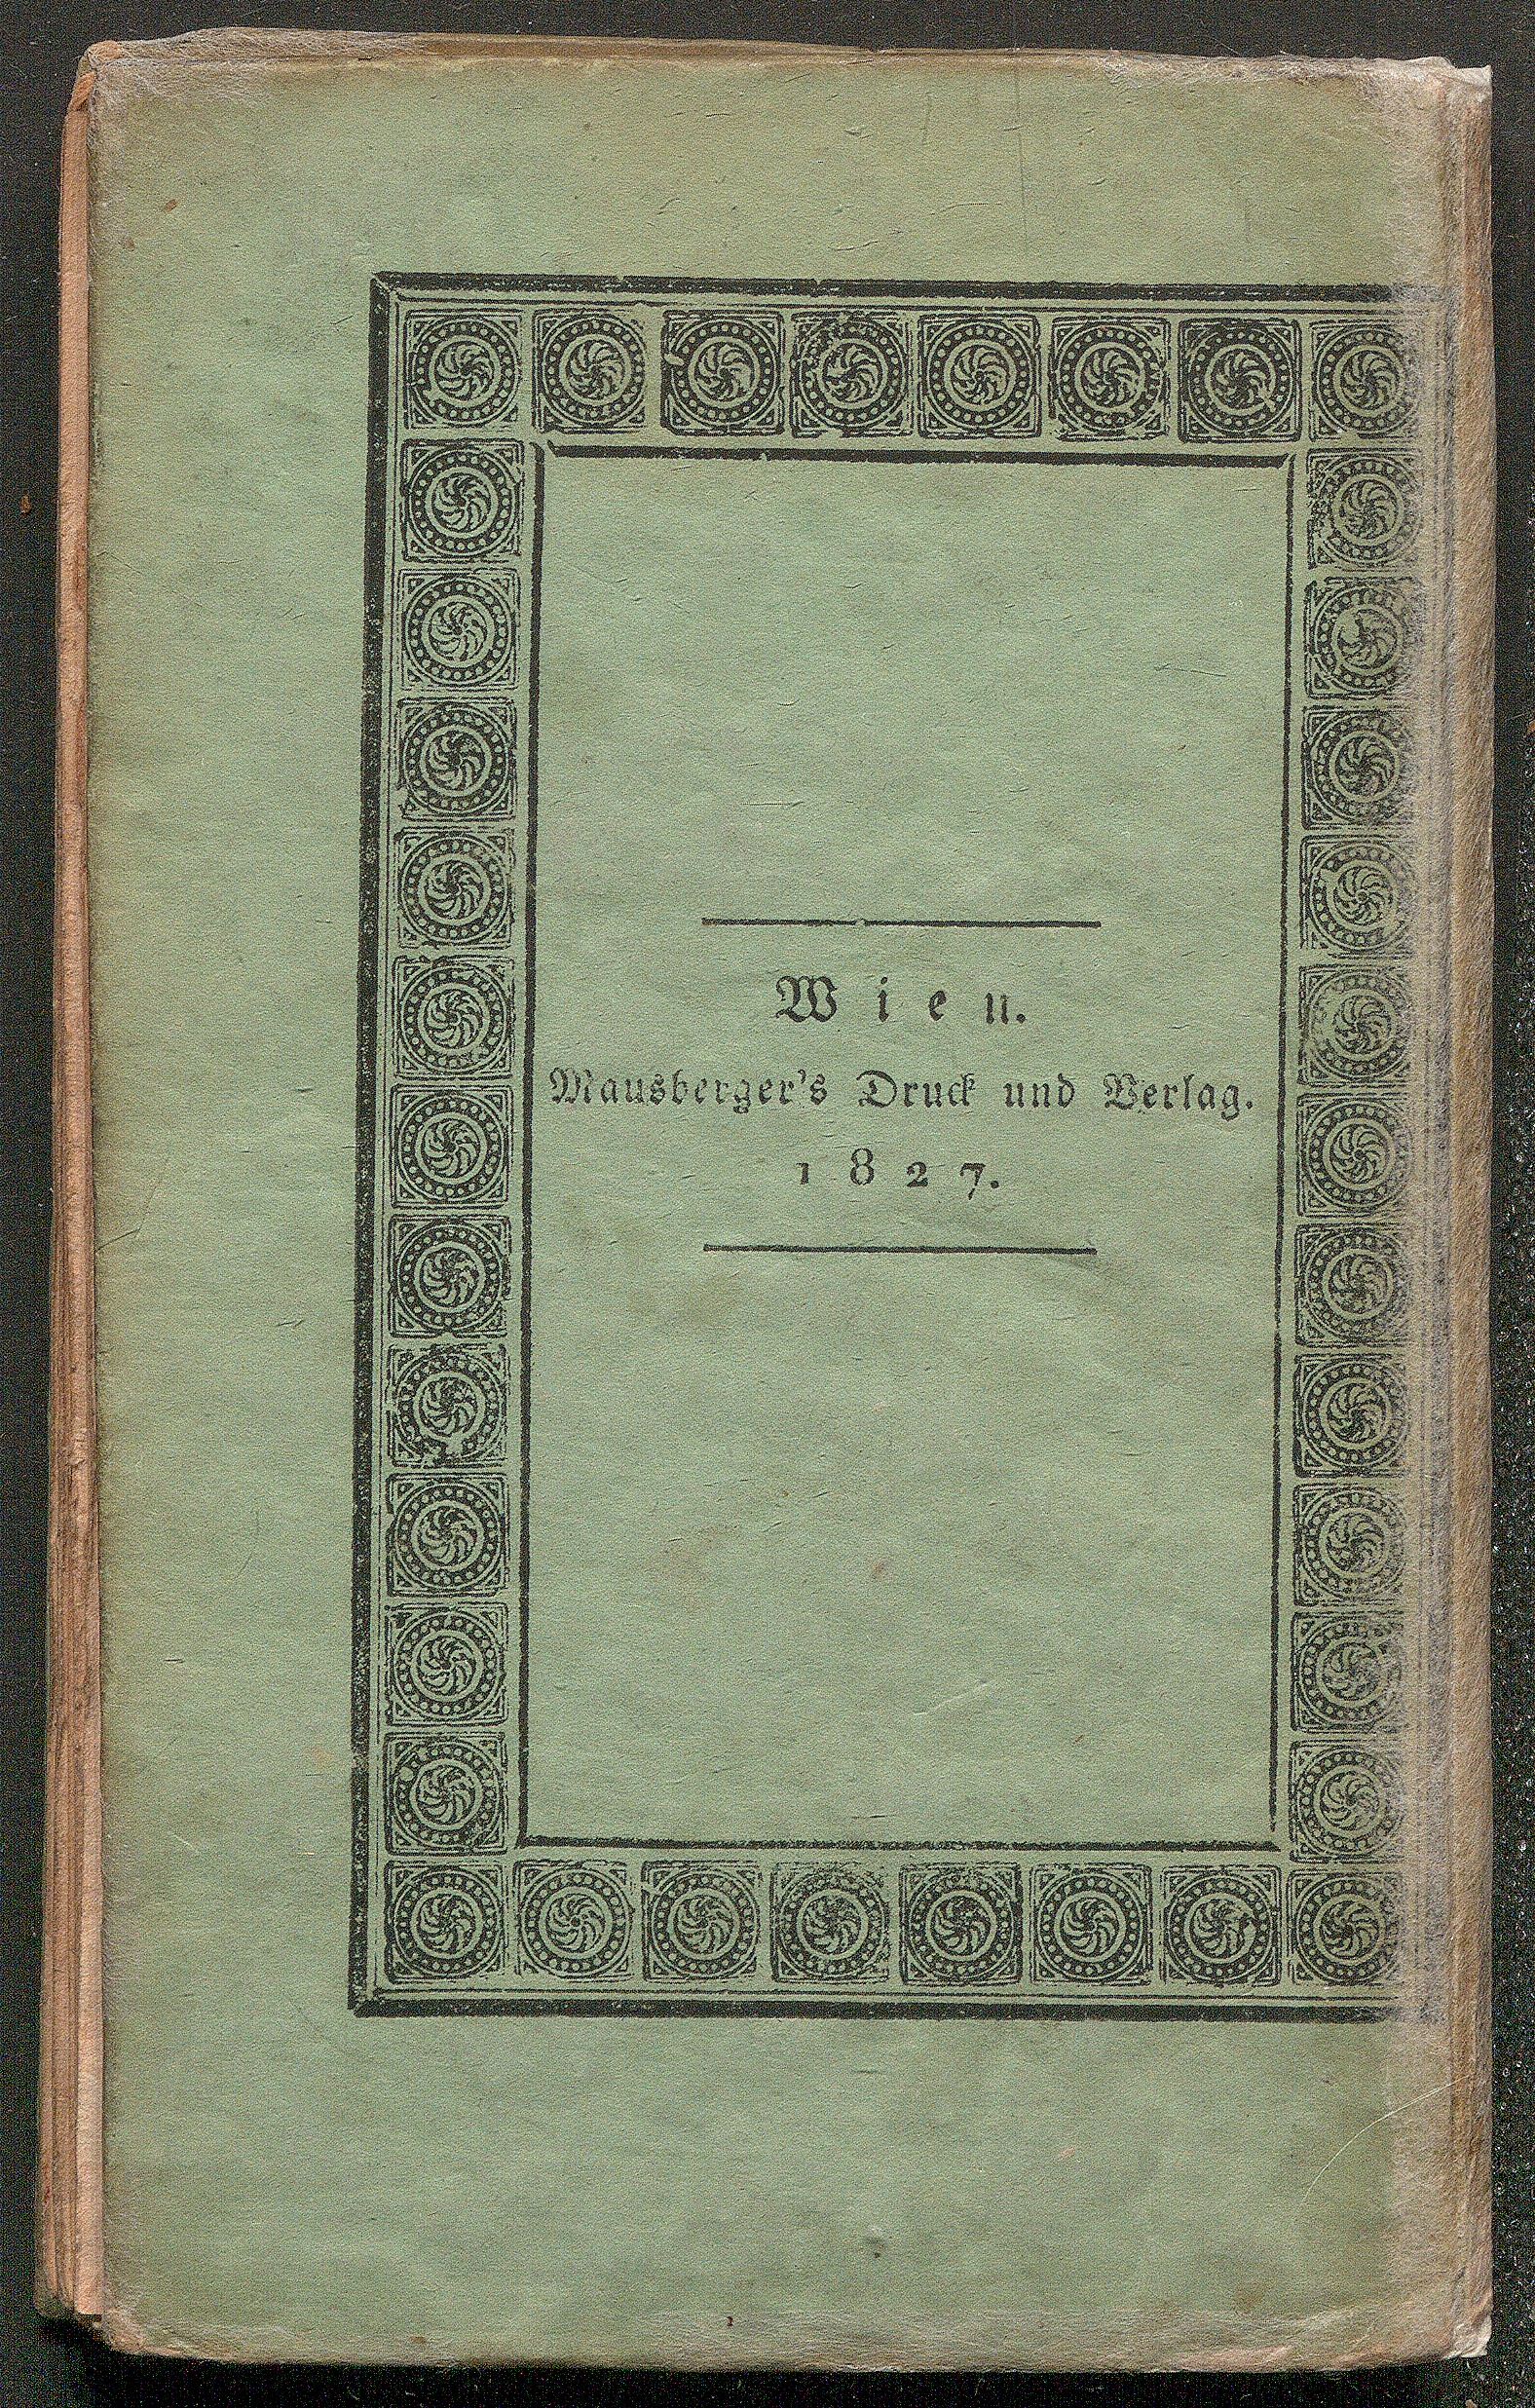 Wien.
Mausberger's Druck und Verlag.
1827.